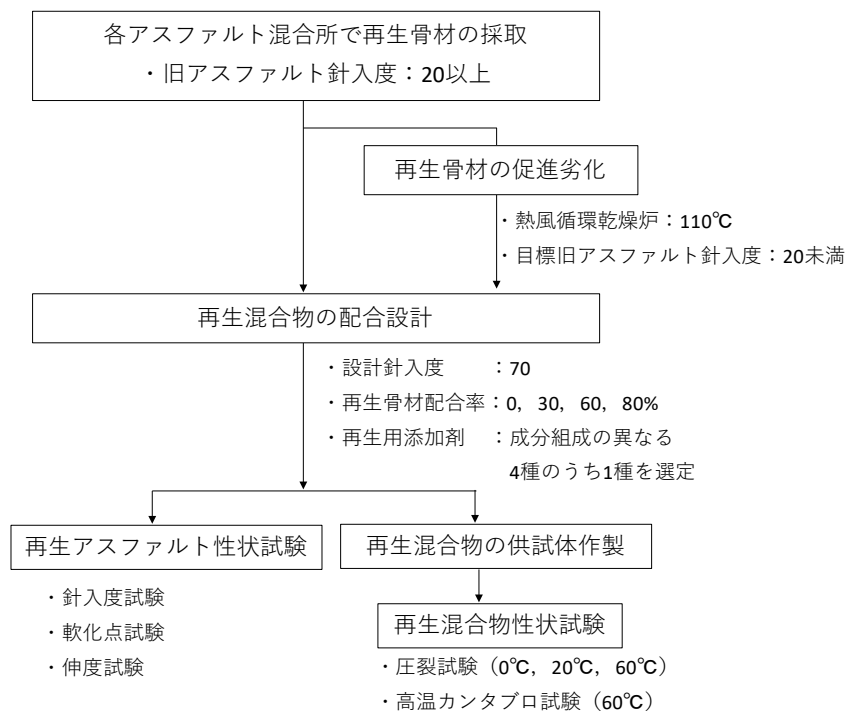 各アスファルト混合所で再生骨材の採取
・旧アスファルト針入度：20以上
再生骨材の促進劣化
・熱風循環乾燥炉：110℃
・目標旧アスファルト針入度：20未満
再生混合物の配合設計
・設計針入度　　：70
・再生骨材配合率：0，30，60，80%
・再生用添加剤　：成分組成の異なる
4種のうち1種を選定
再生アスファルト性状試験
・針入度試験
・軟化点試験
・伸度試験
再生混合物の供試体作製
再生混合物性状試験
・圧裂試験（0℃，20℃，60℃）
・高温カンタブロ試験（60℃）